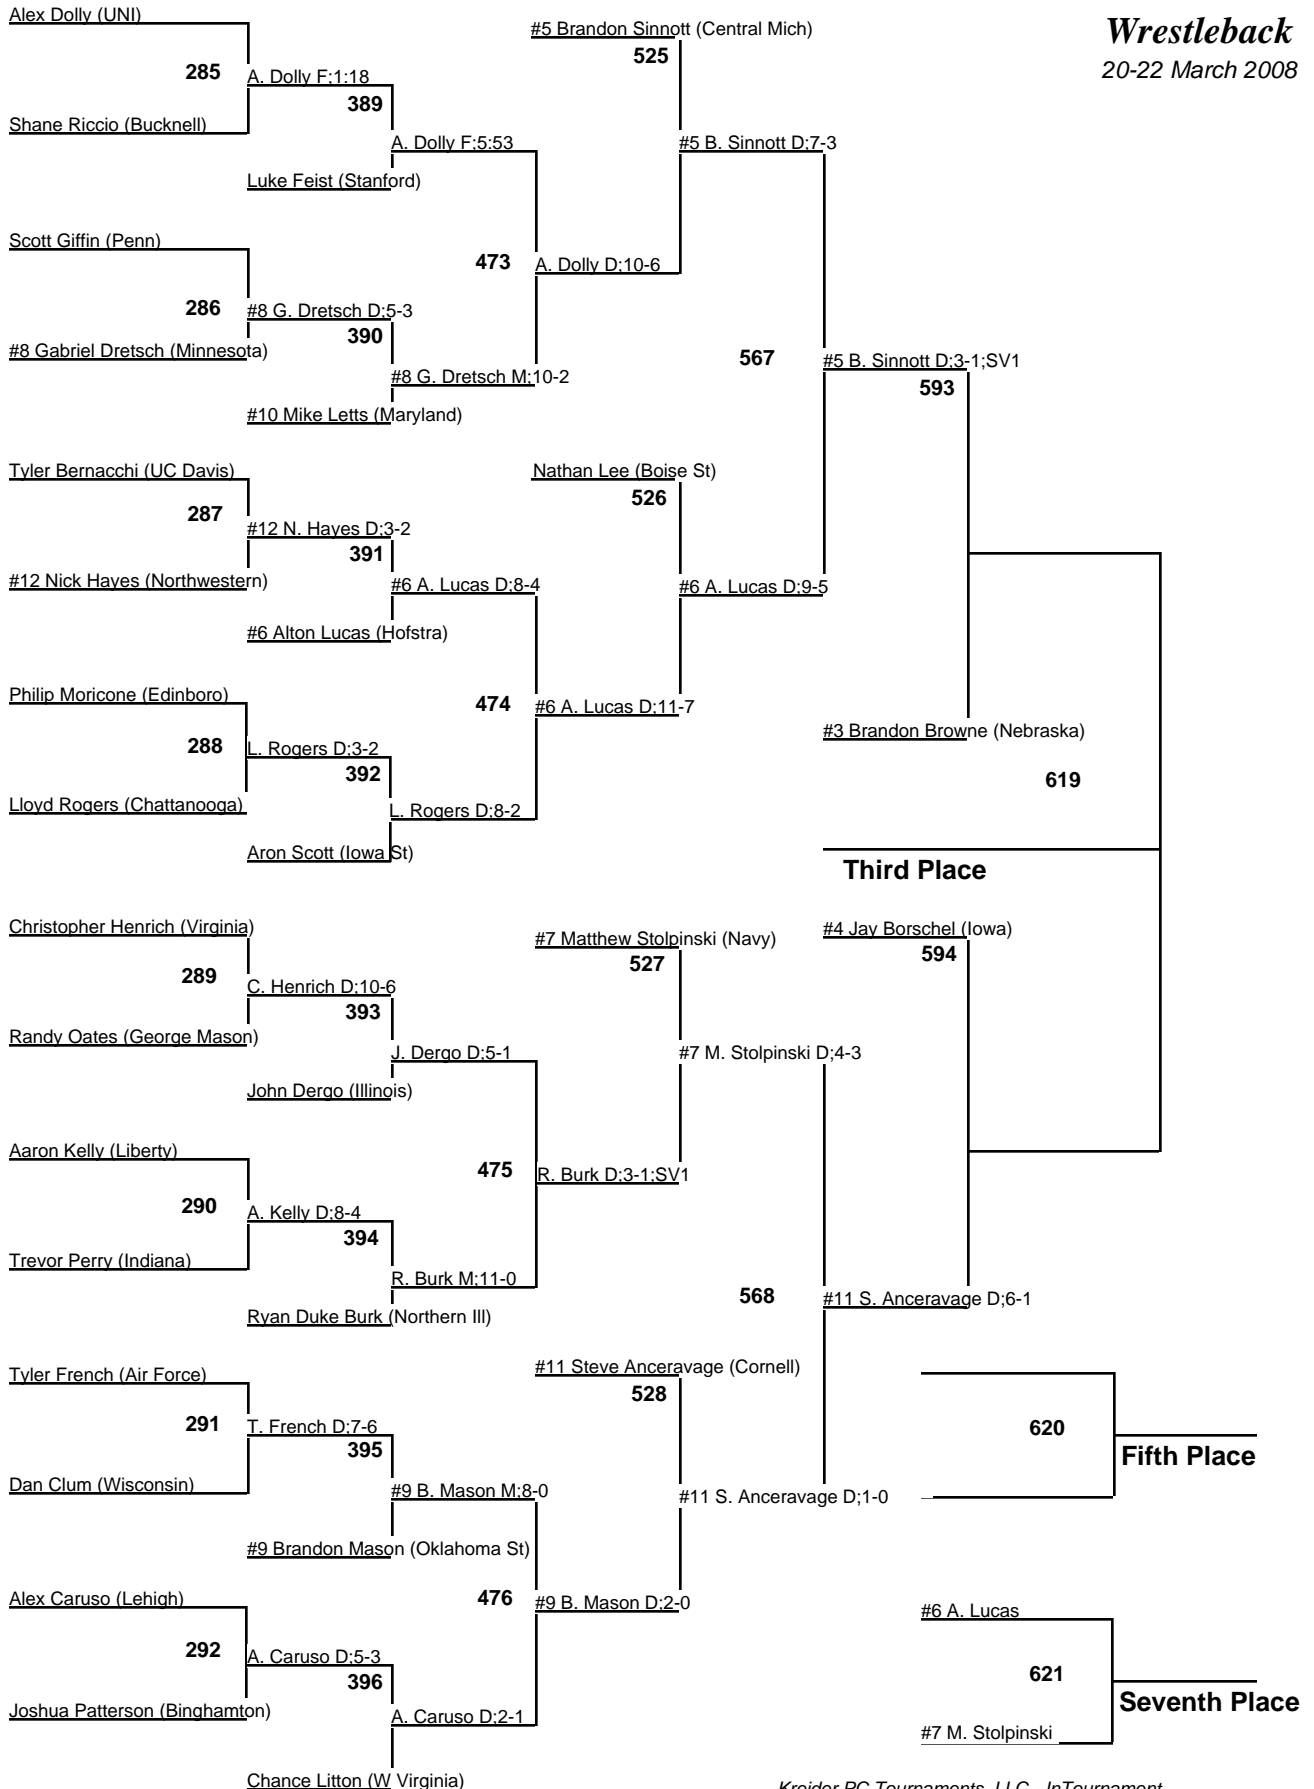 Alex Dolly (UNI)
#5 Brandon Sinnott (Central Mich)
Wrestleback
20-22 March 2008
525
285
A. Dolly F;1:18
389
Shane Riccio (Bucknell)
A. Dolly F;5:53
#5 B. Sinnott D;7-3
Luke Feist (Stanford)
Scott Giffin (Penn)
473
A. Dolly D;10-6
286
#8 G. Dretsch D;5-3
390
#8 Gabriel Dretsch (Minnesota)
567
#5 B. Sinnott D;3-1;SV1
#8 G. Dretsch M;10-2
593
#10 Mike Letts (Maryland)
Tyler Bernacchi (UC Davis)
Nathan Lee (Boise St)
526
287
#12 N. Hayes D;3-2
391
#12 Nick Hayes (Northwestern)
#6 A. Lucas D;8-4
#6 A. Lucas D;9-5
#6 Alton Lucas (Hofstra)
Philip Moricone (Edinboro)
474
#6 A. Lucas D;11-7
#3 Brandon Browne (Nebraska)
288
L. Rogers D;3-2
392
619
Lloyd Rogers (Chattanooga)
L. Rogers D;8-2
Aron Scott (Iowa St)
Third Place
Christopher Henrich (Virginia)
#7 Matthew Stolpinski (Navy)
#4 Jay Borschel (Iowa)
527
594
289
C. Henrich D;10-6
393
Randy Oates (George Mason)
J. Dergo D;5-1
#7 M. Stolpinski D;4-3
John Dergo (Illinois)
Aaron Kelly (Liberty)
475
R. Burk D;3-1;SV1
290
A. Kelly D;8-4
394
Trevor Perry (Indiana)
R. Burk M;11-0
568
#11 S. Anceravage D;6-1
Ryan Duke Burk (Northern Ill)
Tyler French (Air Force)
#11 Steve Anceravage (Cornell)
528
291
T. French D;7-6
395
620
Fifth Place
Dan Clum (Wisconsin)
#9 B. Mason M;8-0
#11 S. Anceravage D;1-0
#9 Brandon Mason (Oklahoma St)
Alex Caruso (Lehigh)
476
#9 B. Mason D;2-0
#6 A. Lucas
292
A. Caruso D;5-3
396
621
Seventh Place
Joshua Patterson (Binghamton)
A. Caruso D;2-1
#7 M. Stolpinski
Chance Litton (W Virginia)
Kreider PC Tournaments, LLC - InTournament